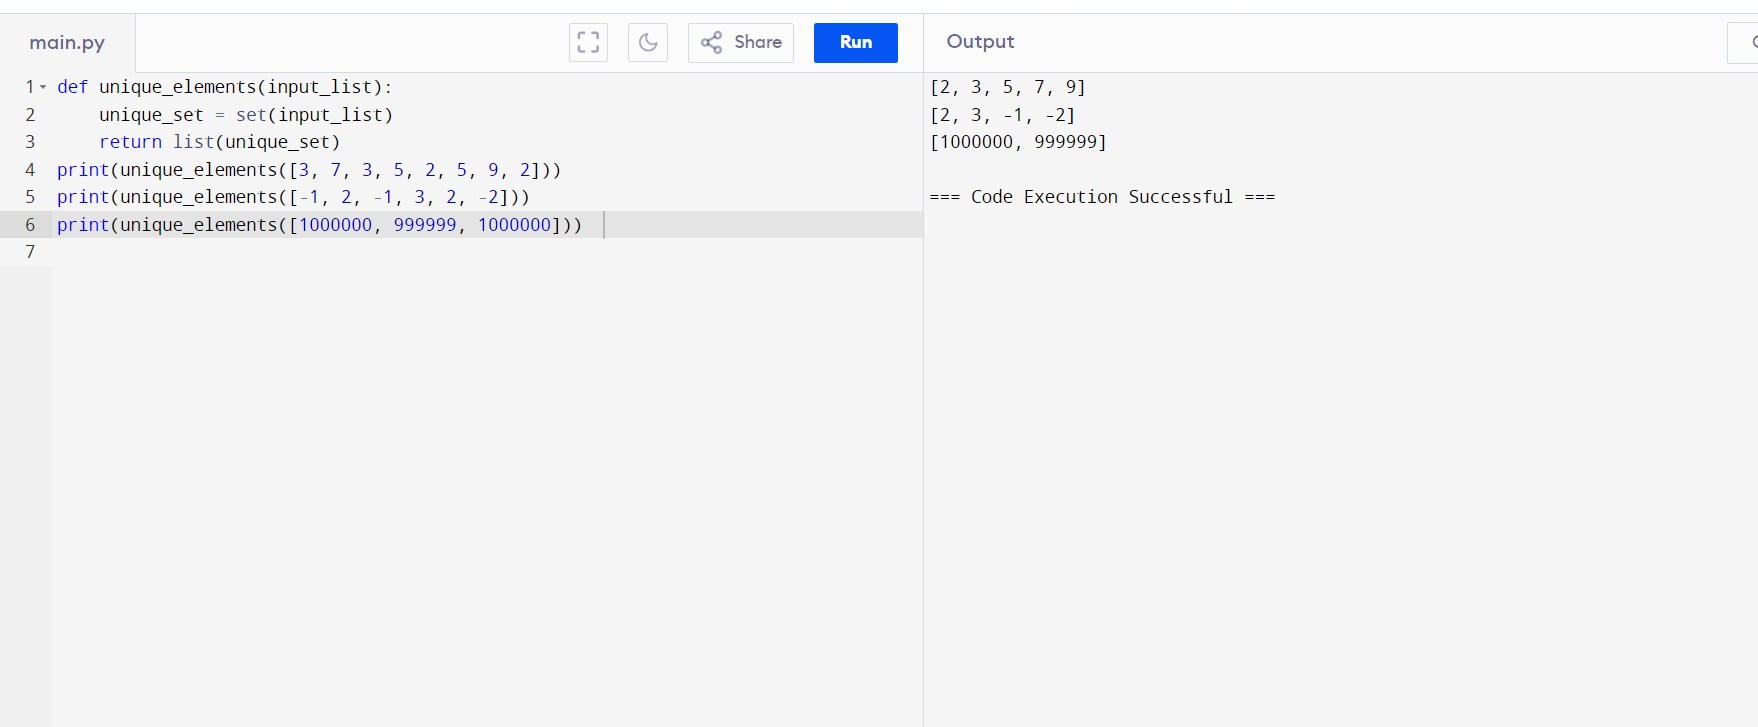 main.py
Share
Run
Output
1 def unique_elements(input_list):
2     unique_set = set(input_list)
3     return list(unique_set)
4 print(unique_elements([3, 7, 3, 5, 2, 5, 9, 2]))
5 print(unique_elements([-1, 2, -1, 3, 2, -2]))
6 print(unique_elements([1000000, 999999, 1000000]))
7
[2, 3, 5, 7, 9]
[2, 3, -1, -2]
[1000000, 999999]
=== Code Execution Successful ===